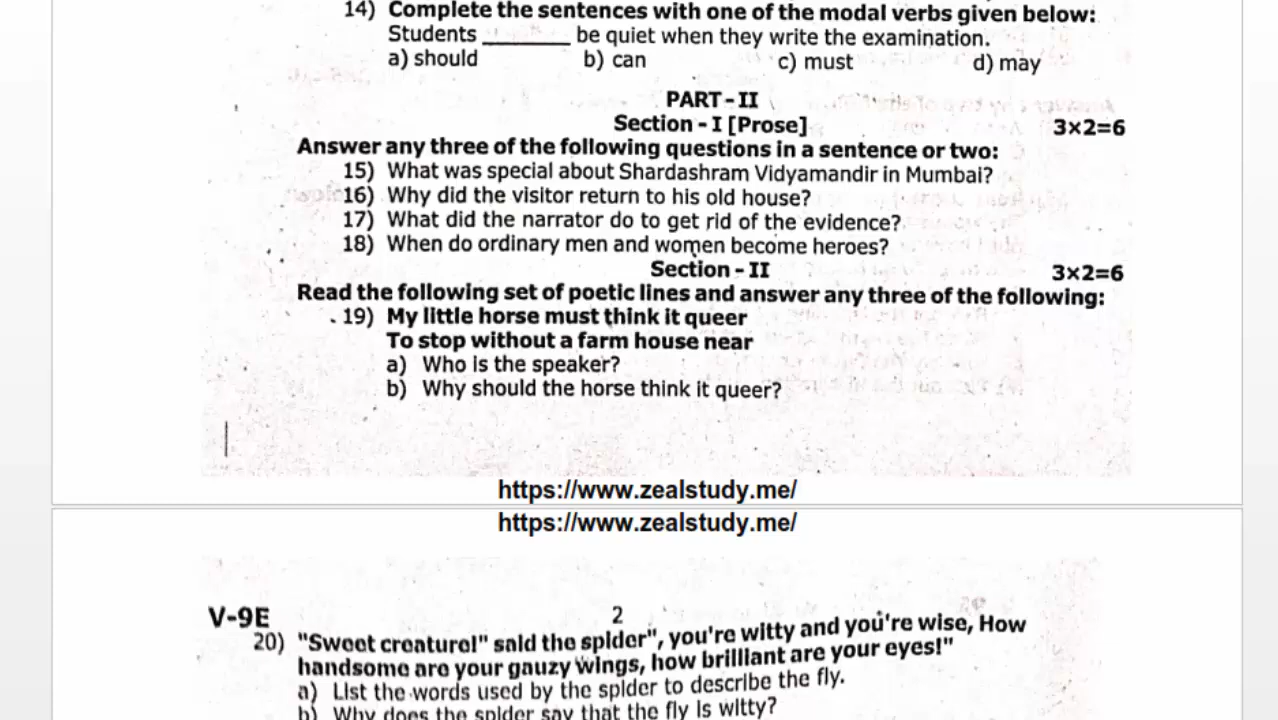 14) Complete the sentences with one of the modal verbs given below:
Students ________ be quiet when they write the examination.
a) should b) can c) must d) may
PART - II
Section - I [Prose] 3×2=6
Answer any three of the following questions in a sentence or two:
15) What was special about Shardashram Vidyamandir in Mumbai?
16) Why did the visitor return to his old house?
17) What did the narrator do to get rid of the evidence?
18) When do ordinary men and women become heroes?
Section - II 3×2=6
Read the following set of poetic lines and answer any three of the following:
19) My little horse must think it queer
To stop without a farm house near
a) Who is the speaker?
b) Why should the horse think it queer?
https://www.zealstudy.me/
https://www.zealstudy.me/
V-9E 2
20) "Sweet creature!" said the spider", you're witty and you're wise, How
handsome are your gauzy wings, how brilliant are your eyes!"
a) List the words used by the spider to describe the fly.
b) Why does the spider say that the fly is witty?